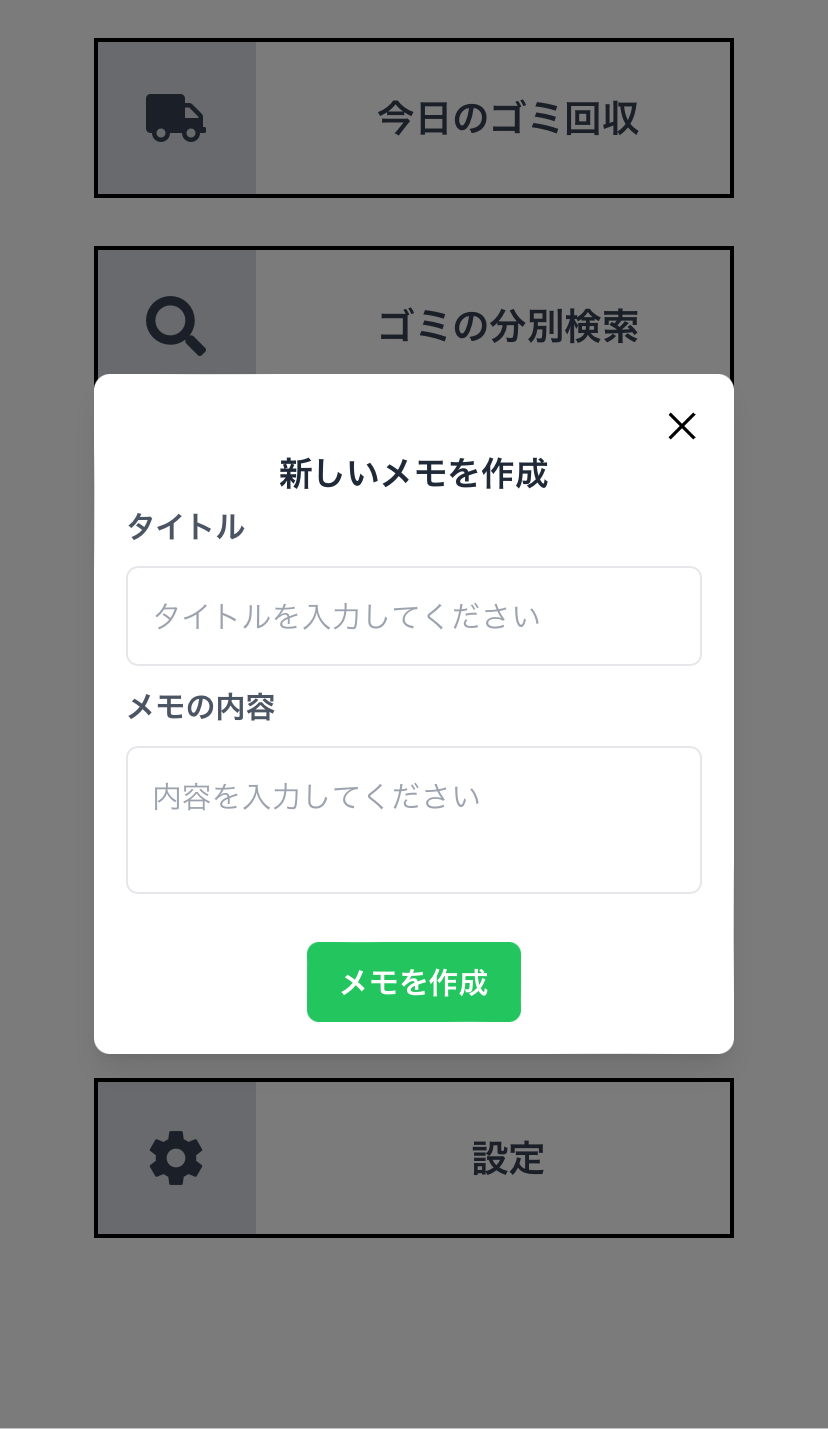 今日のゴミ回収
ゴミの分別検索
新しいメモを作成
タイトル
タイトルを入力してください
メモの内容
内容を入力してください
メモを作成
設定